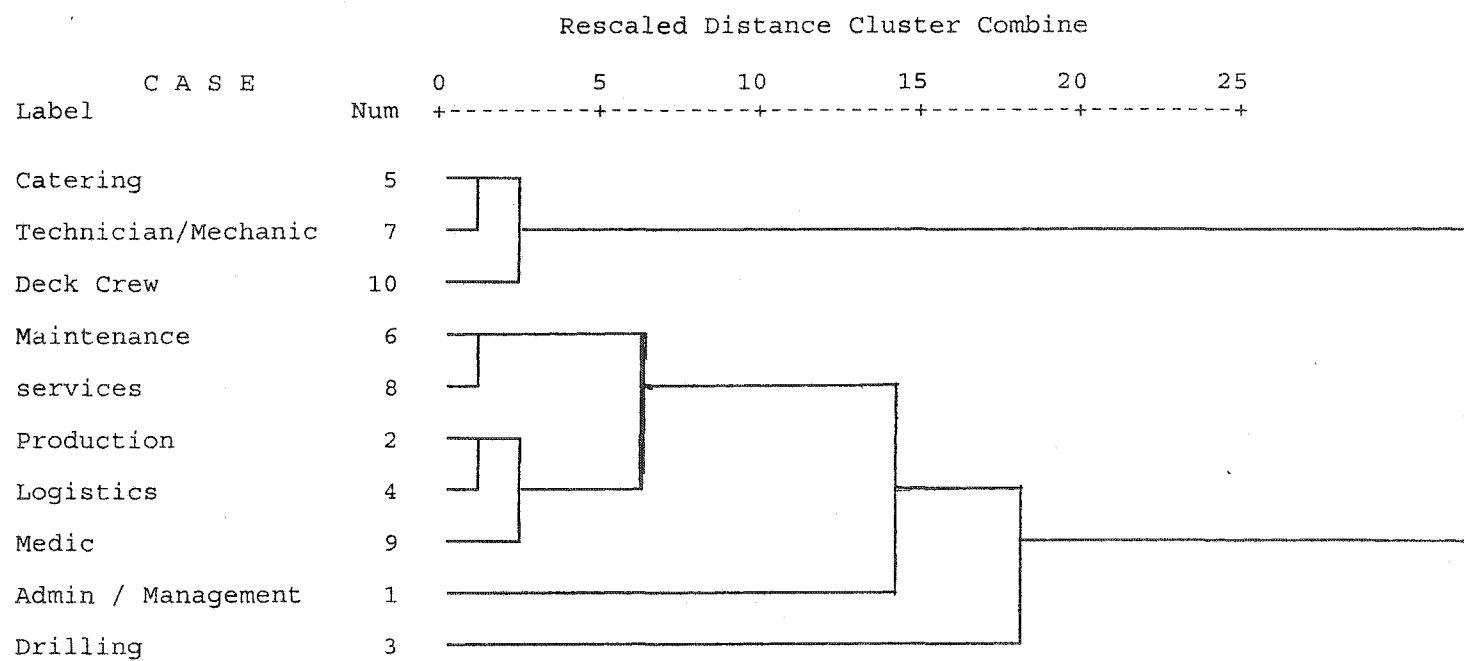 Rescaled Distance Cluster Combine
C A S E 0 5 10 15 20 25
Label Num +---------+---------+---------+---------+---------+
Catering 5
Technician/Mechanic 7
Deck Crew 10
Maintenance 6
services 8
Production 2
Logistics 4
Medic 9
Admin / Management 1
Drilling 3